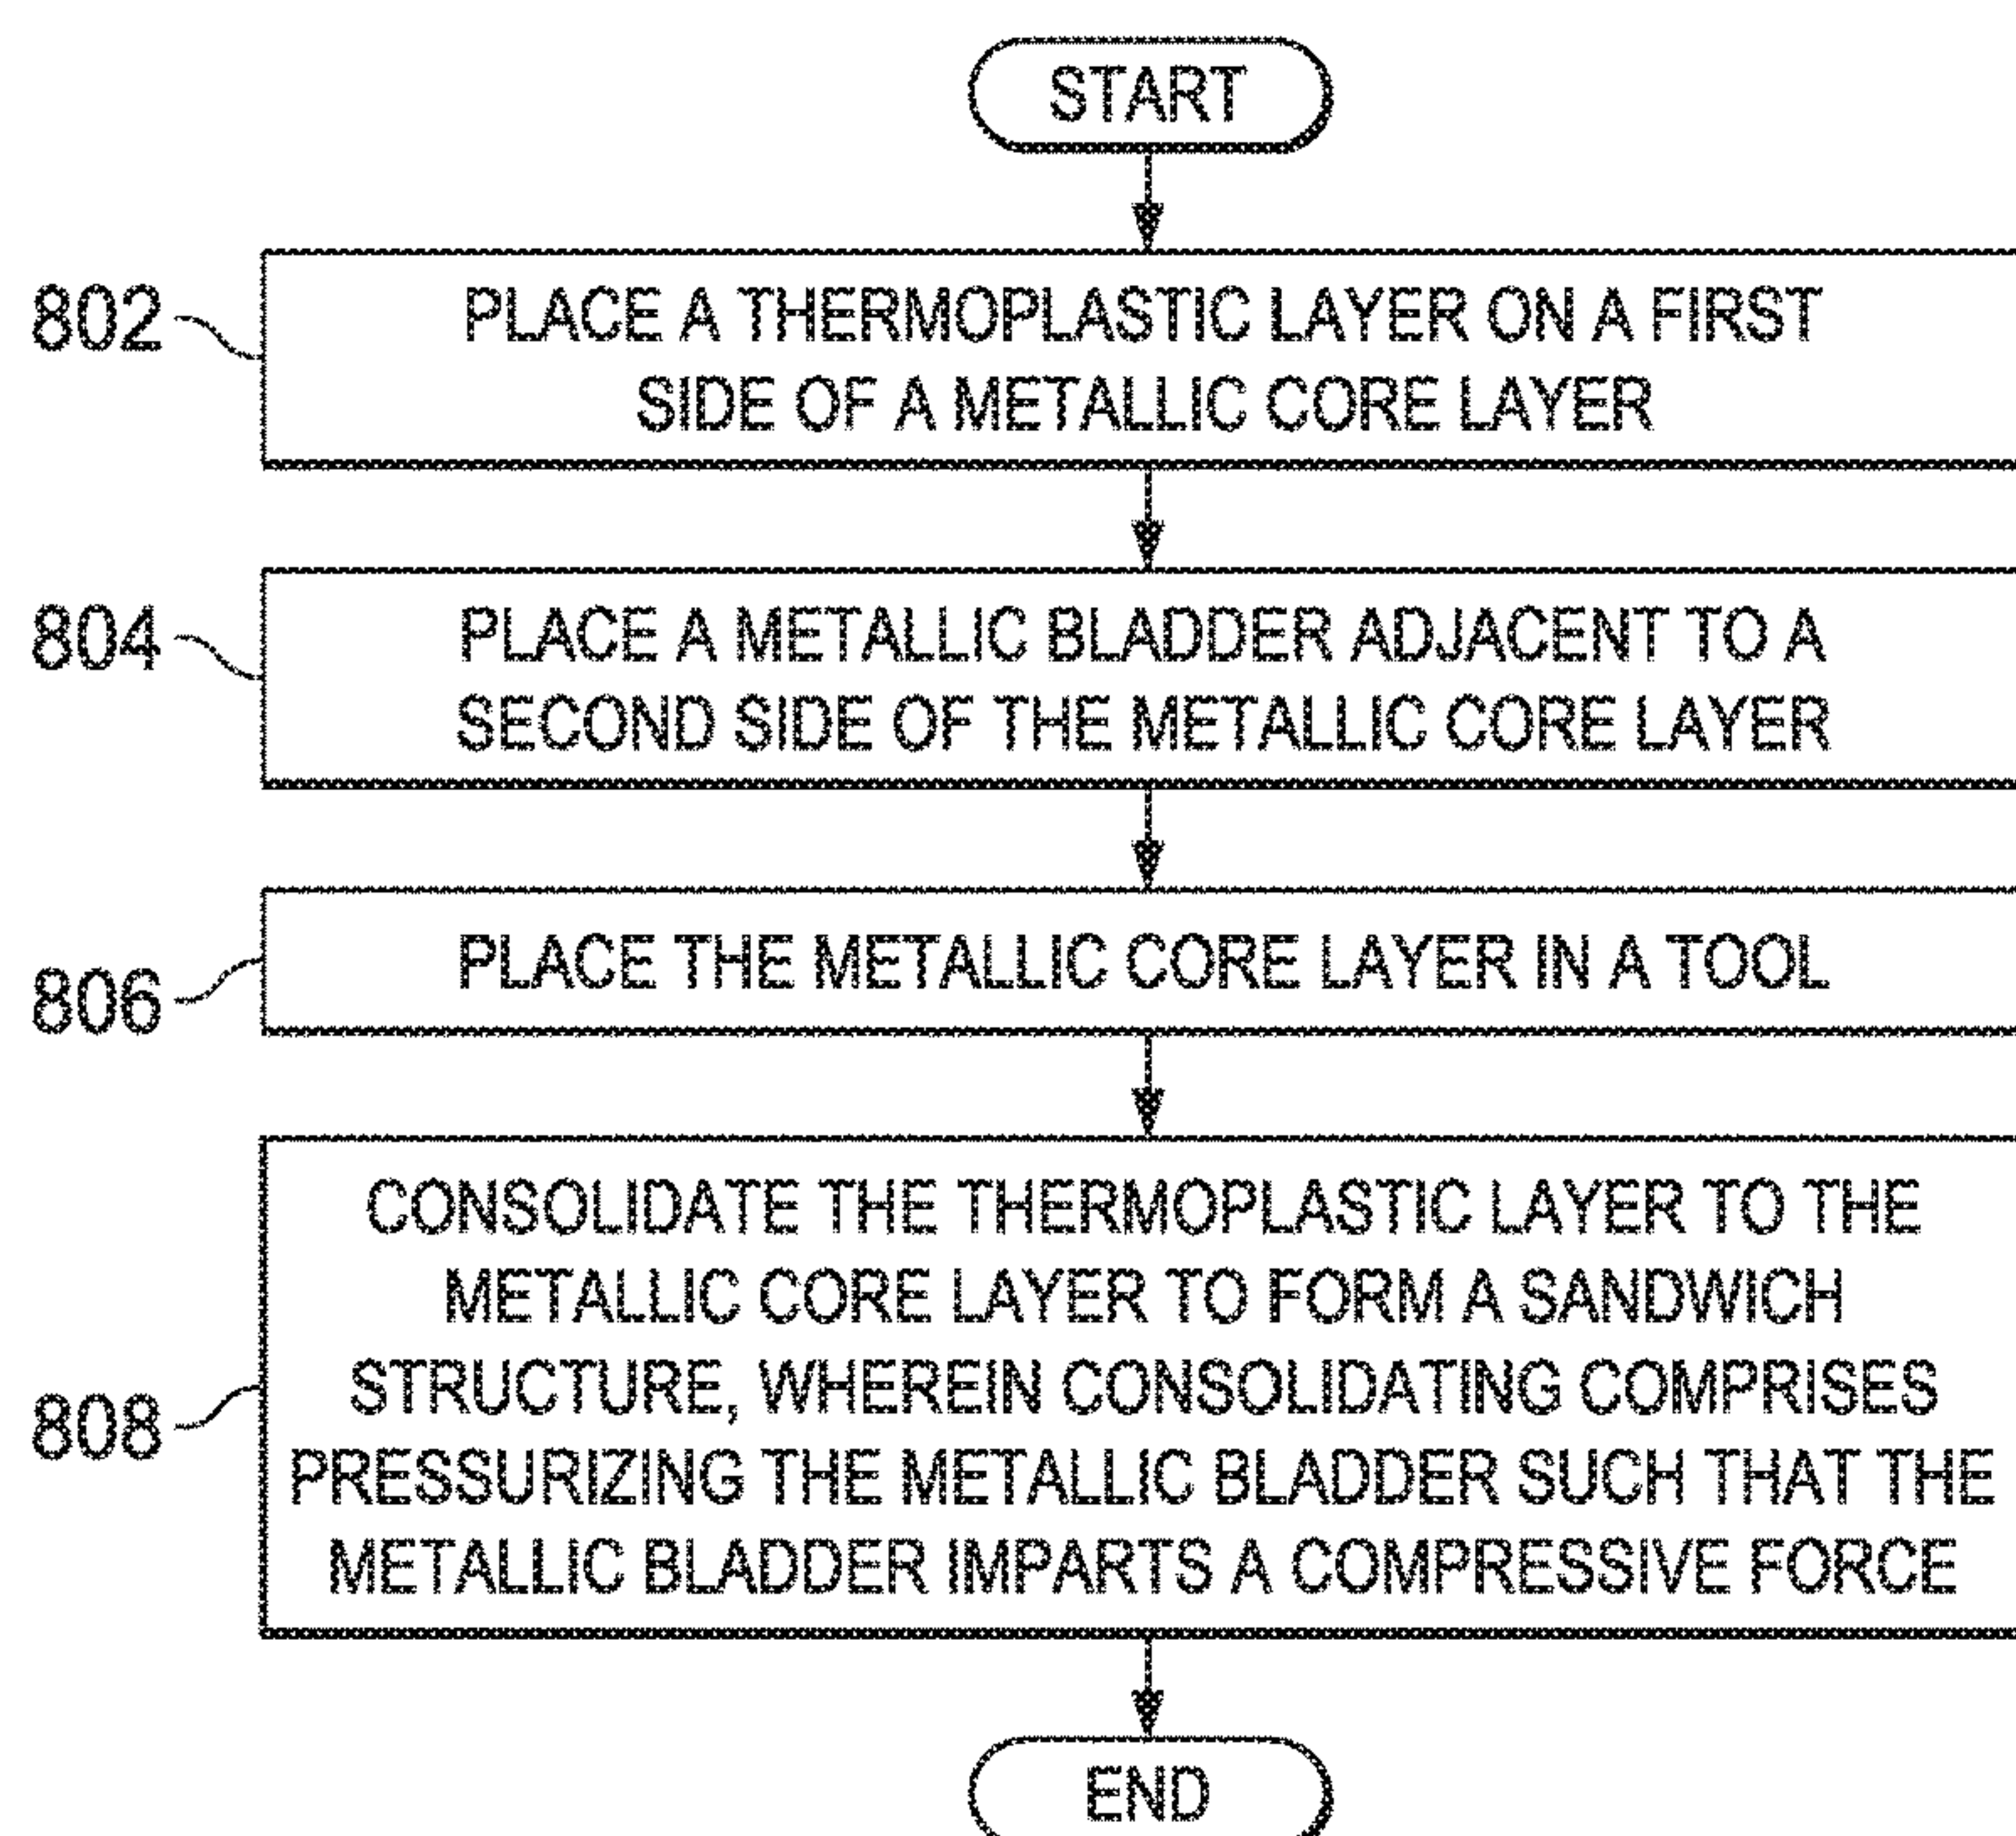 START
802
PLACE A THERMOPLASTIC LAYER ON A FIRST
SIDE OF A METALLIC CORE LAYER
804
PLACE A METALLIC BLADDER ADJACENT TO A
SECOND SIDE OF THE METALLIC CORE LAYER
806
PLACE THE METALLIC CORE LAYER IN A TOOL
808
CONSOLIDATE THE THERMOPLASTIC LAYER TO THE
METALLIC CORE LAYER TO FORM A SANDWICH
STRUCTURE, WHEREIN CONSOLIDATING COMPRISES
PRESSURIZING THE METALLIC BLADDER SUCH THAT THE
METALLIC BLADDER IMPARTS A COMPRESSIVE FORCE
END